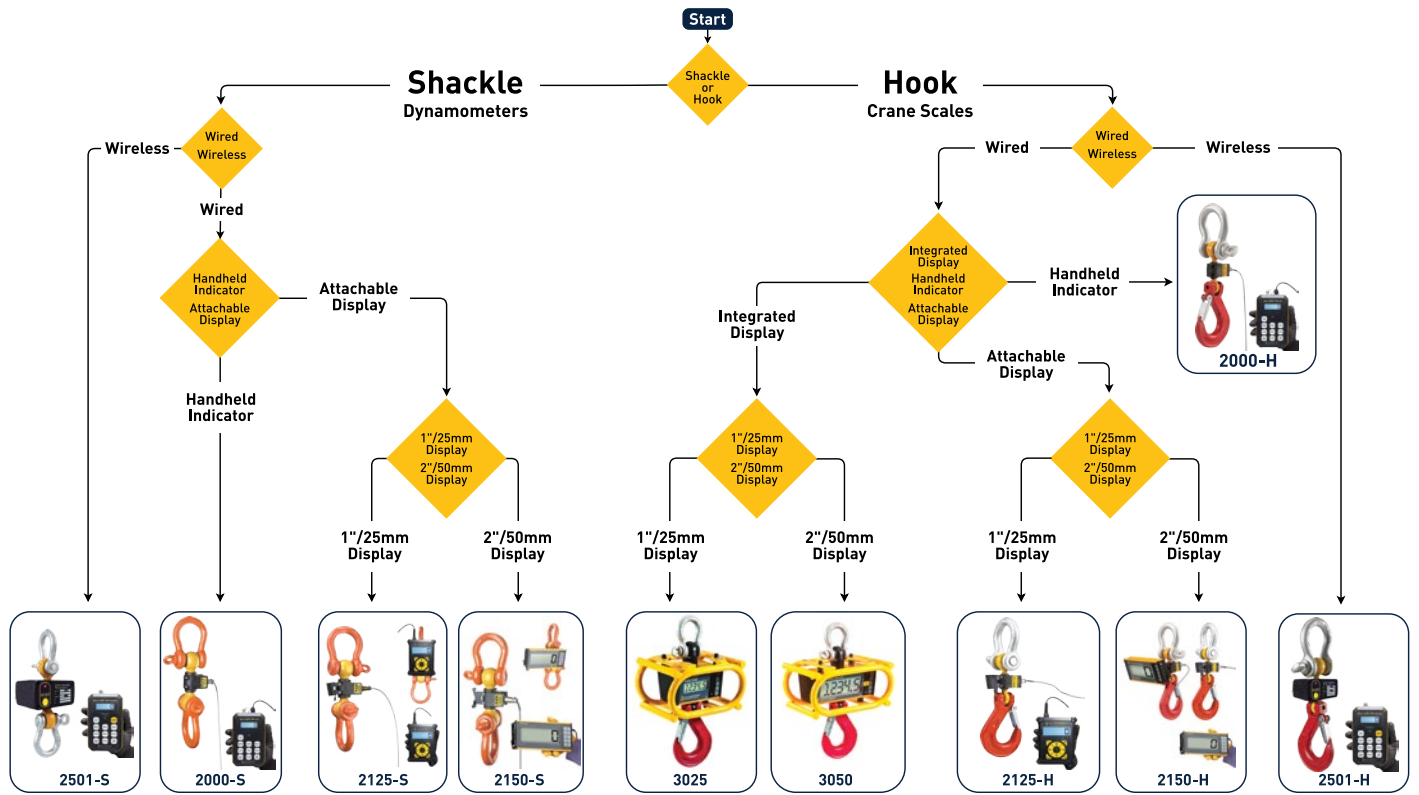 Start
Shackle
or
Hook
Shackle
Dynamometers
Hook
Crane Scales
Wired
Wireless
Wireless
Wired
Wired
Wireless
Wired
Wireless
Handheld
Indicator
Attachable
Display
Attachable
Display
Handheld
Indicator
Integrated
Display
Handheld
Indicator
Attachable
Display
Handheld
Indicator
Integrated
Display
Attachable
Display
2000-H
1"/25mm
Display
2"/50mm
Display
1"/25mm
Display
2"/50mm
Display
1"/25mm
Display
2"/50mm
Display
1"/25mm
Display
2"/50mm
Display
1"/25mm
Display
2"/50mm
Display
1"/25mm
Display
2"/50mm
Display
1234.5
1234.5
2501-S
2000-S
2125-S
2150-S
3025
3050
2125-H
2150-H
2501-H